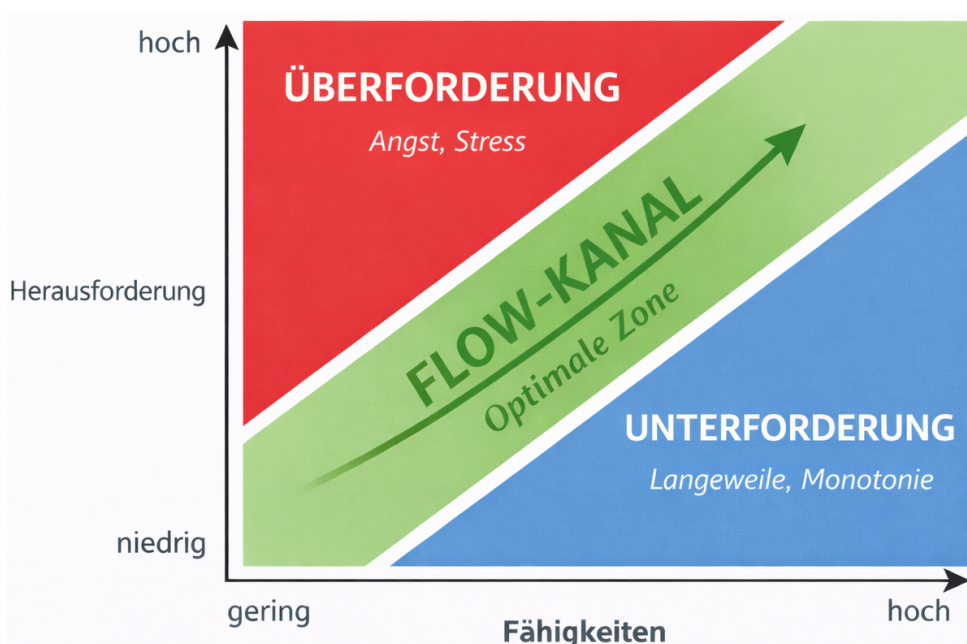 hoch
ÜBERFORDERUNG
Angst, Stress
Herausforderung
FLOW-KANAL
Optimale Zone
UNTERFORDERUNG
Langeweile, Monotonie
niedrig
gering
hoch
Fähigkeiten